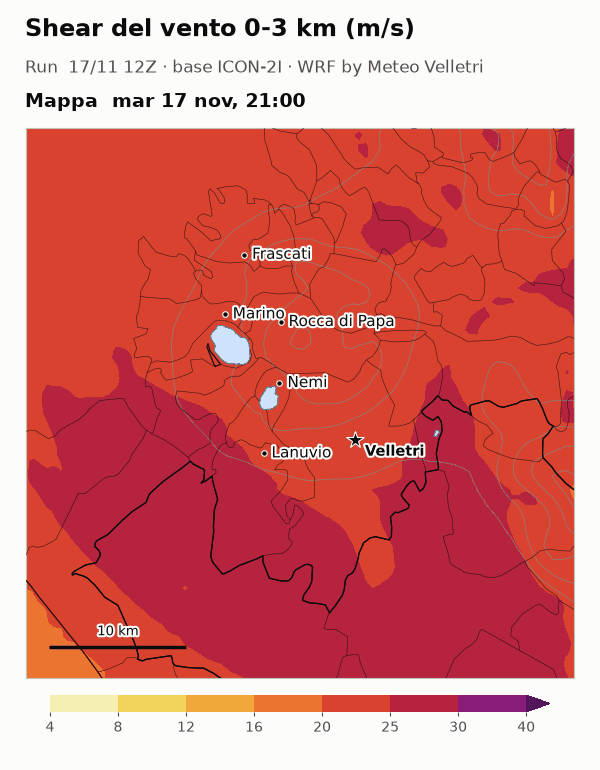 Shear del vento 0-3 km (m/s)
Run  17/11 12Z · base ICON-2I · WRF by Meteo Velletri
Mappa  mar 17 nov, 21:00
Frascati
Marino
Rocca di Papa
Nemi
Velletri
Lanuvio
10 km
4 8 12 16 20 25 30 40